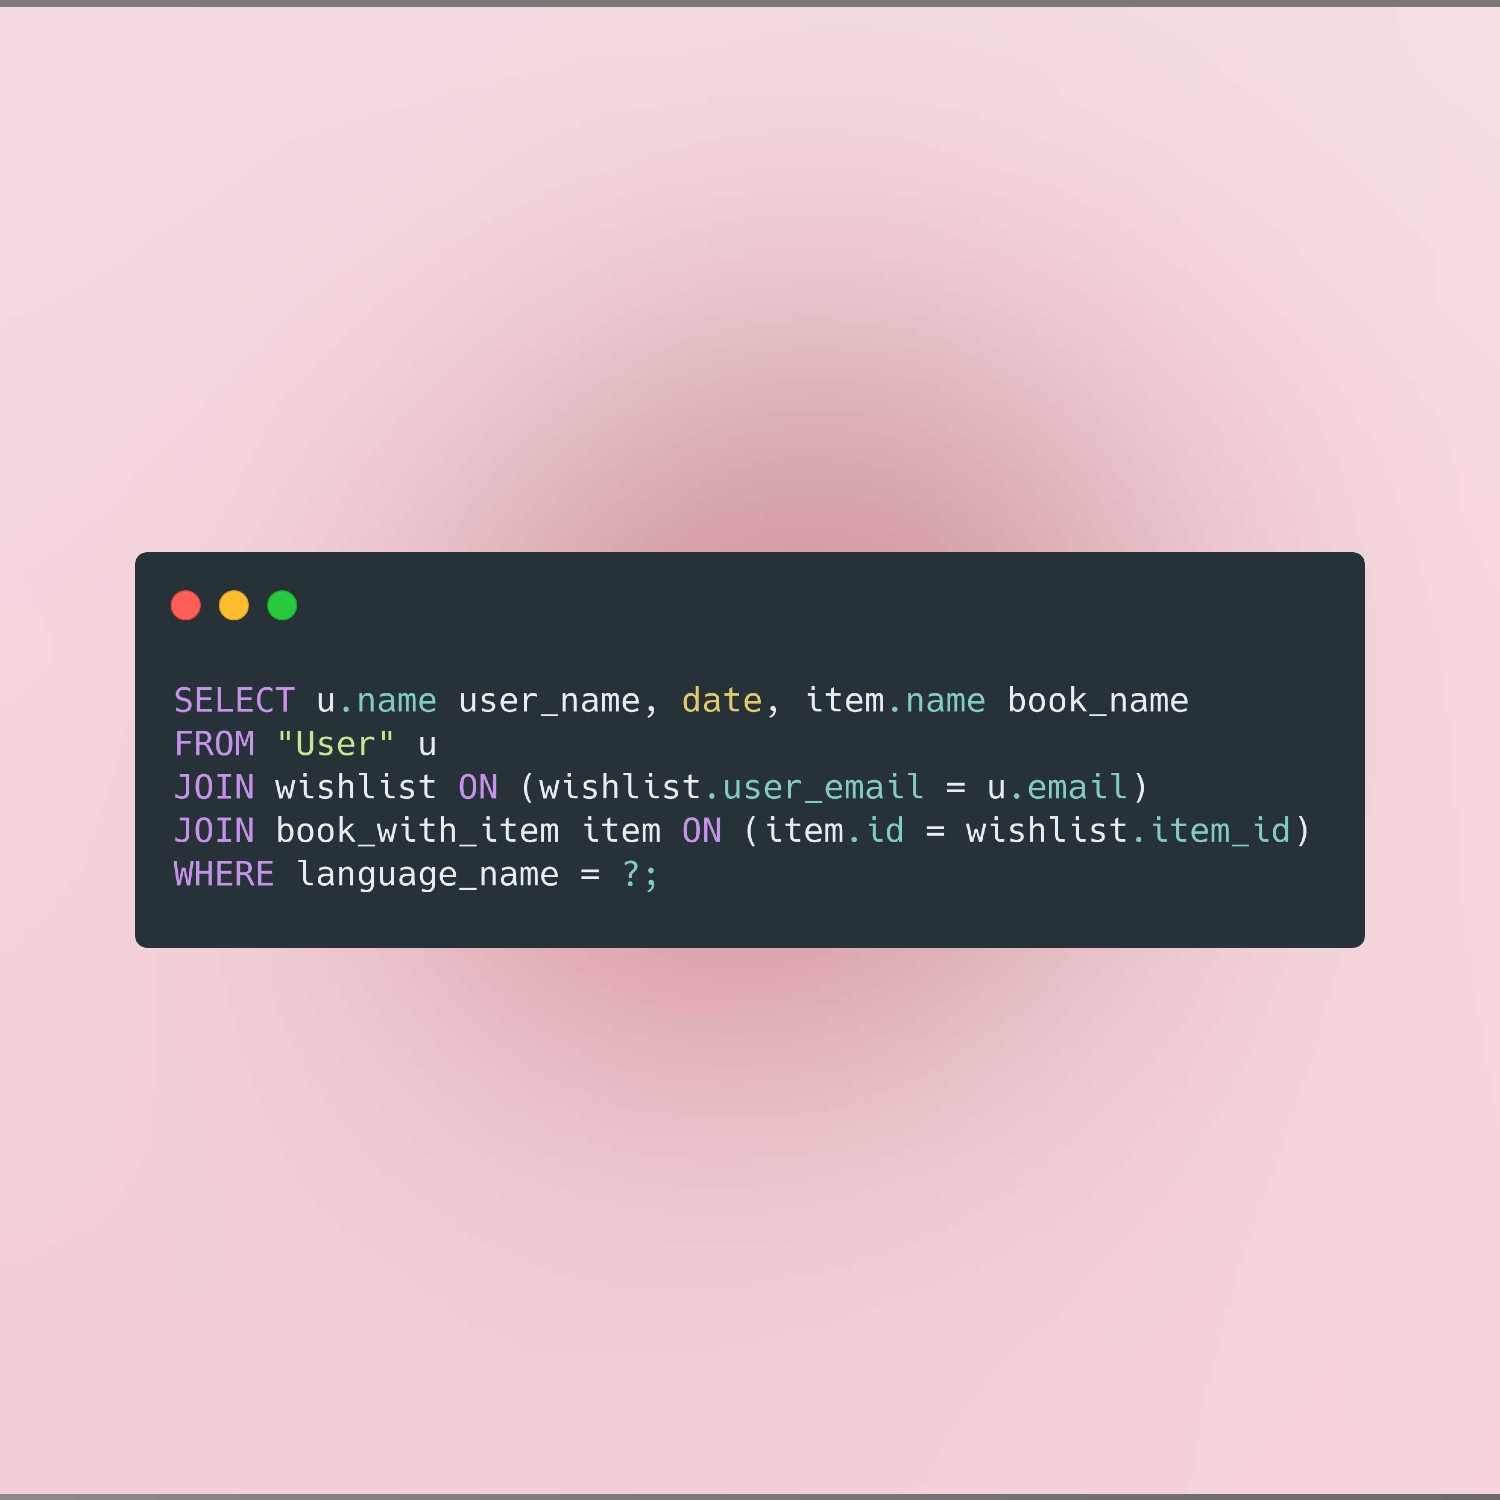 SELECT u.name user_name, date, item.name book_name
FROM "User" u
JOIN wishlist ON (wishlist.user_email = u.email)
JOIN book_with_item item ON (item.id = wishlist.item_id)
WHERE language_name = ?;